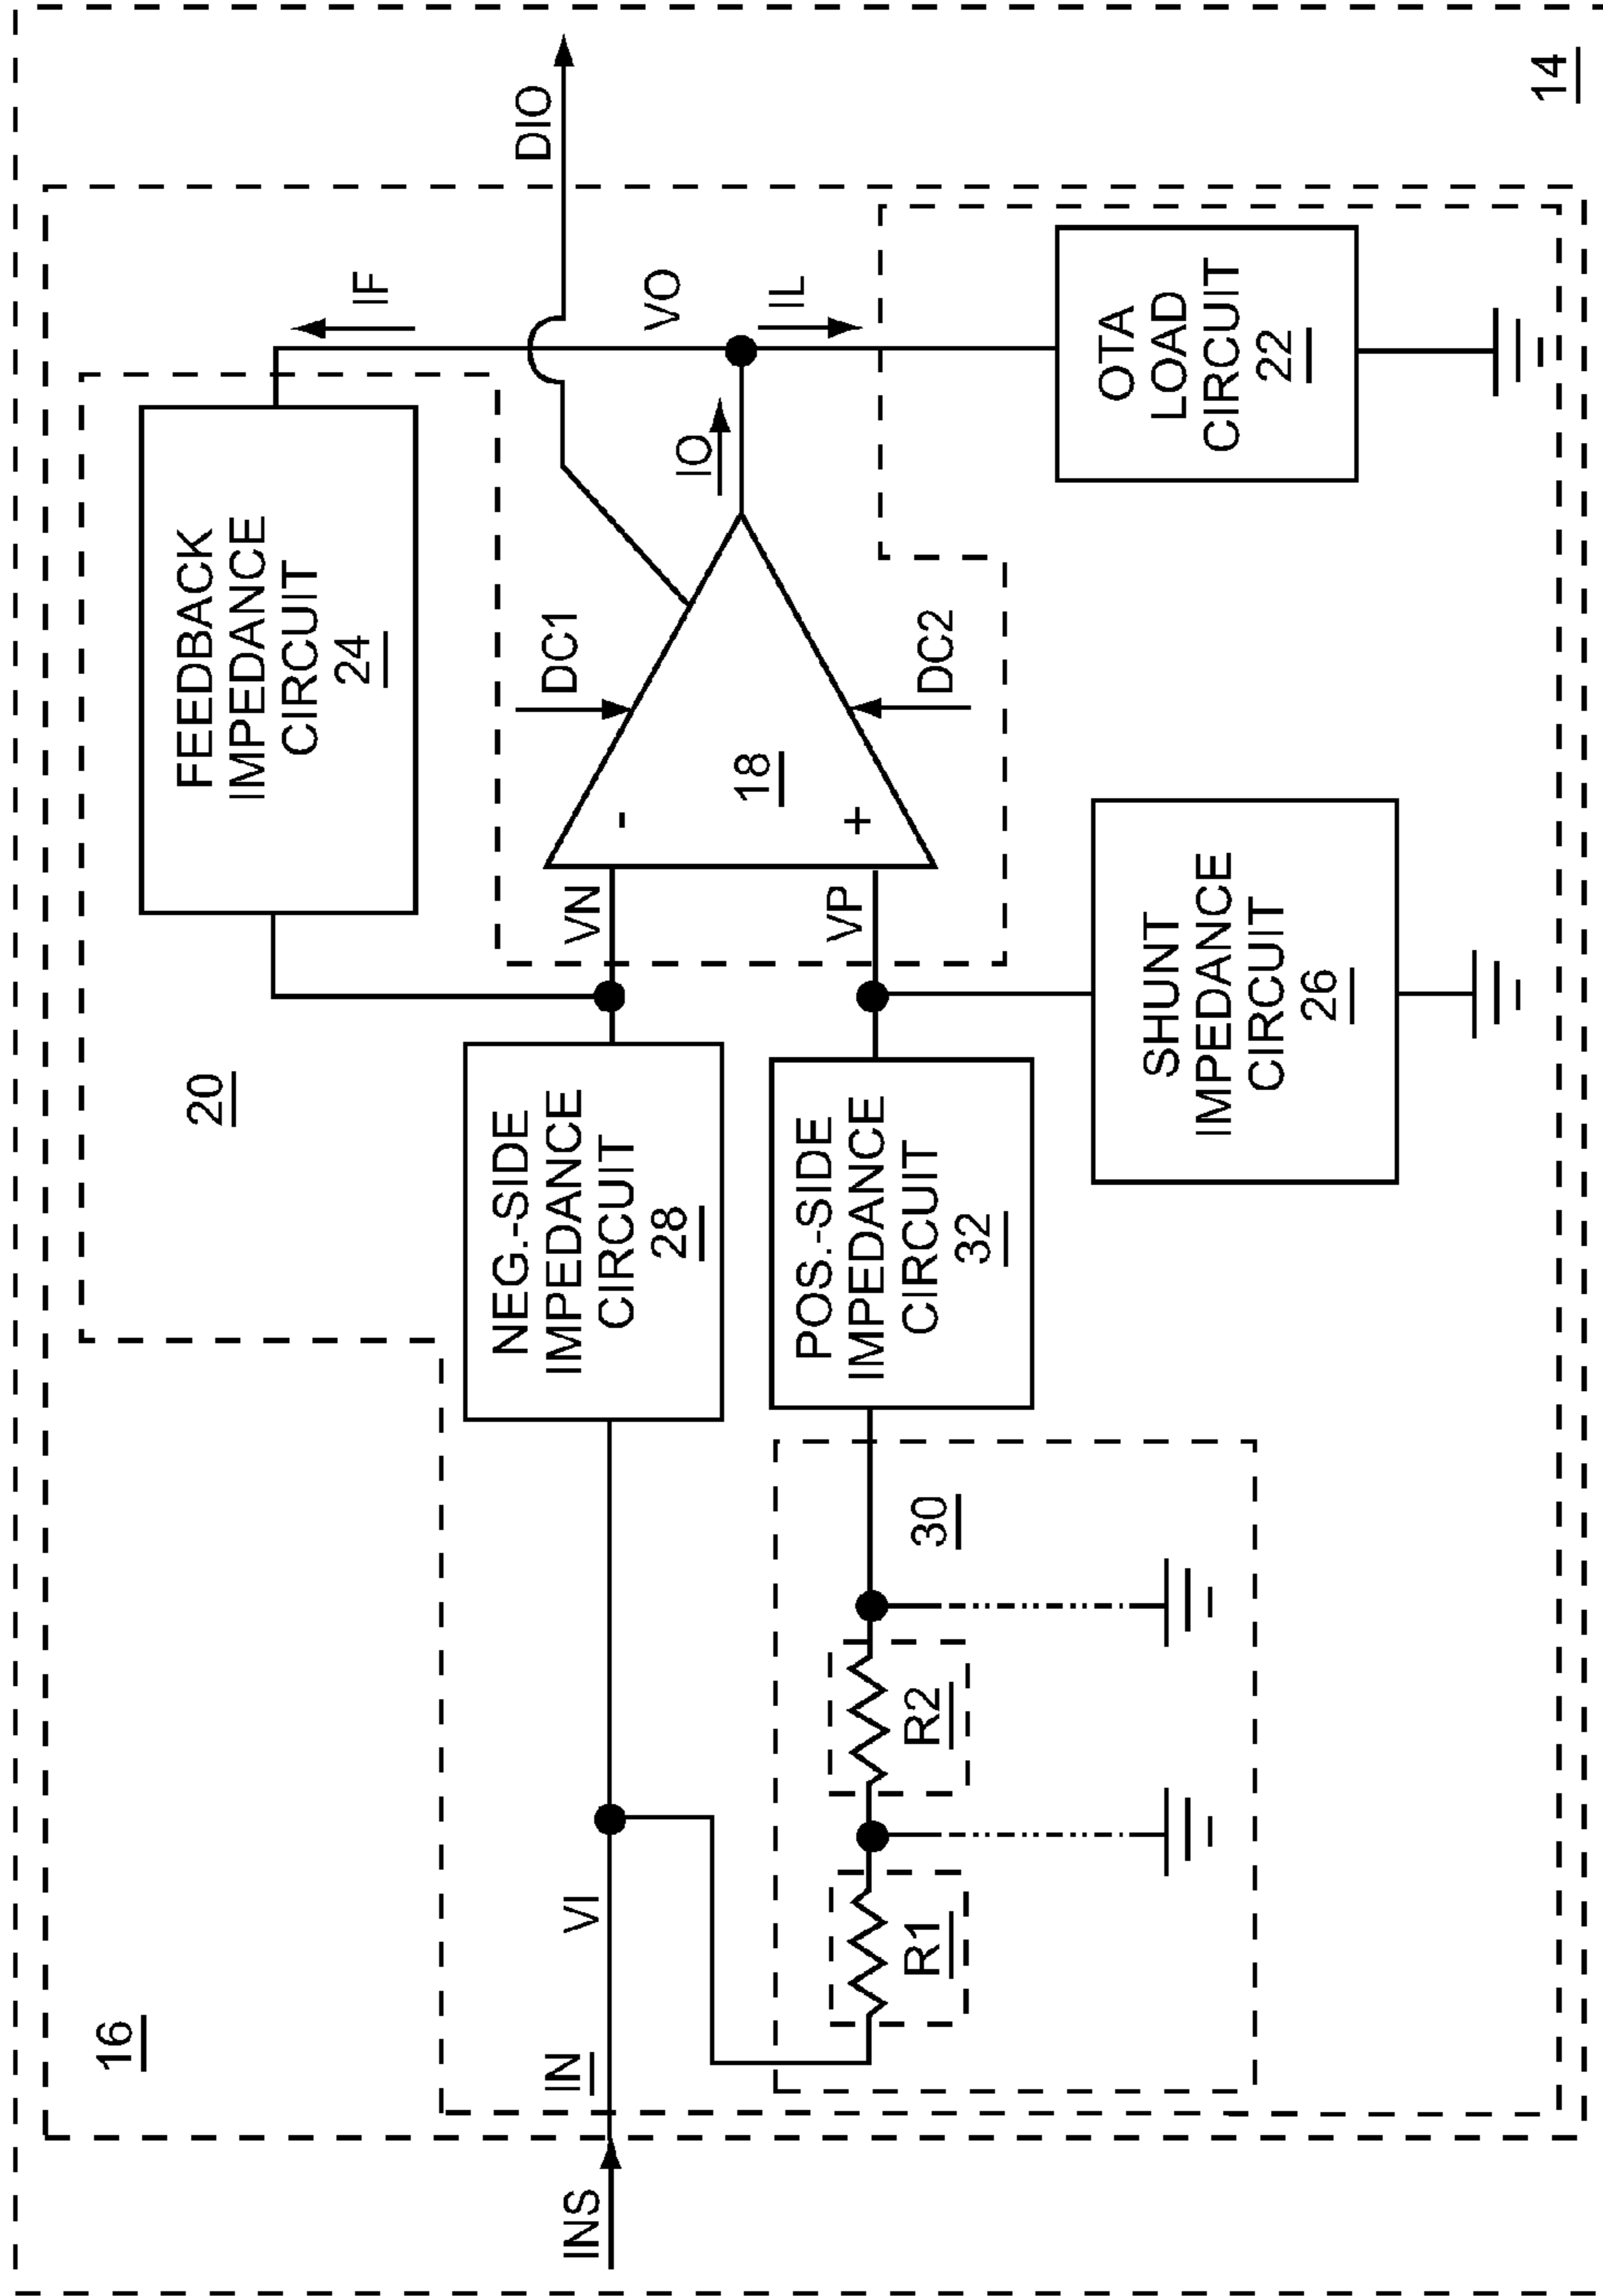 14
DIO
IF
FEEDBACK
IMPEDANCE
CIRCUIT
24
20
16
VO
IL
IO
DC1
DC2
18
-
+
VN
VP
OTA
LOAD
CIRCUIT
22
NEG.-SIDE
IMPEDANCE
CIRCUIT
28
POS.-SIDE
IMPEDANCE
CIRCUIT
32
SHUNT
IMPEDANCE
CIRCUIT
26
30
R2
R1
VI
IN
INS